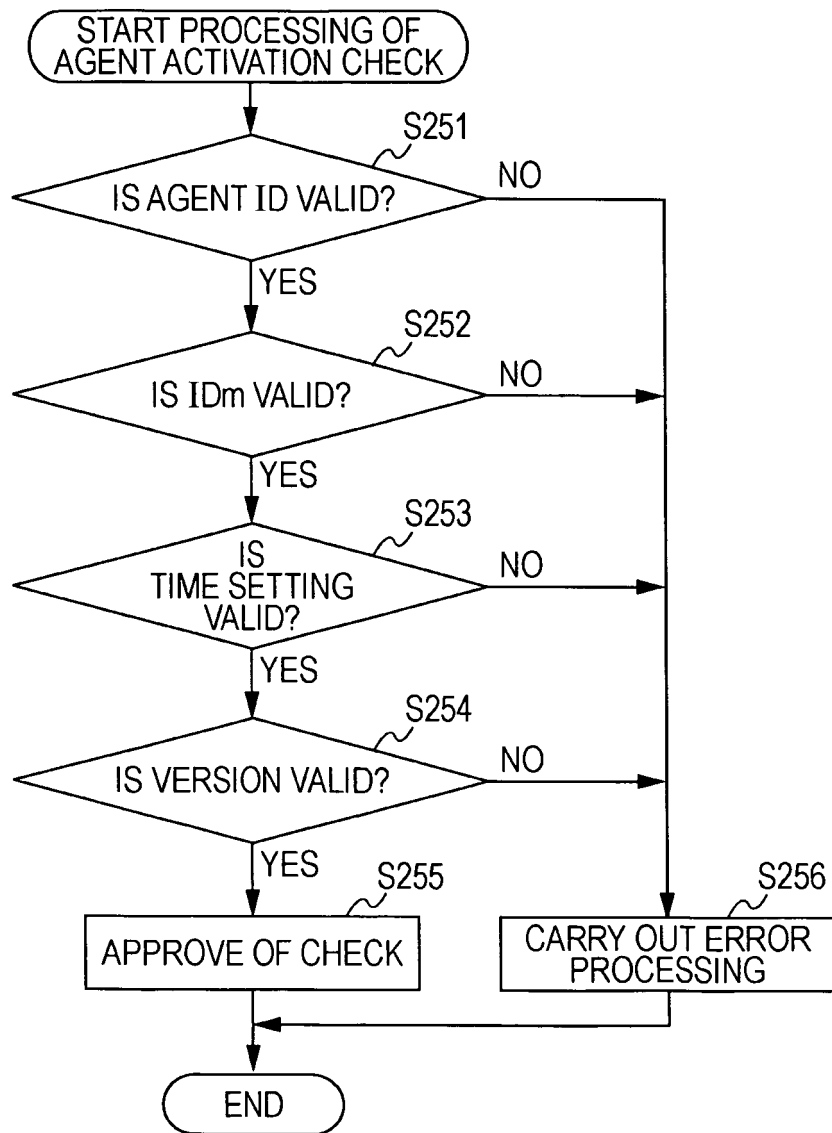 START PROCESSING OF
AGENT ACTIVATION CHECK
S251
IS AGENT ID VALID?
NO
YES
S252
IS IDm VALID?
NO
YES
S253
IS
TIME SETTING
VALID?
NO
YES
S254
IS VERSION VALID?
NO
YES
S255
APPROVE OF CHECK
S256
CARRY OUT ERROR
PROCESSING
END